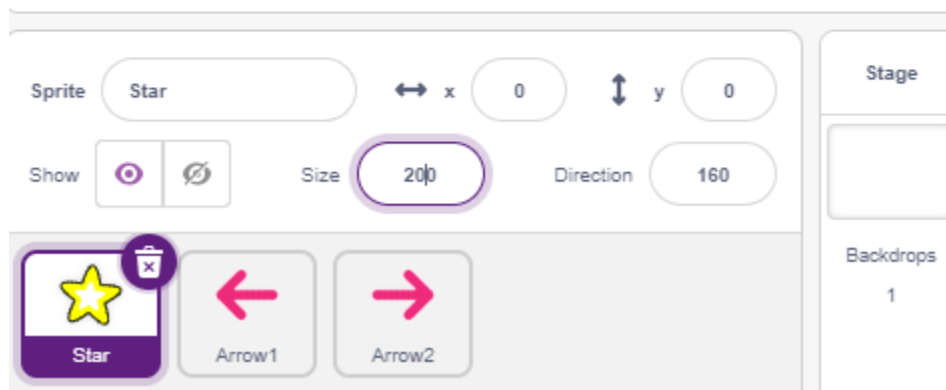 Sprite Star x 0 y 0
Show Size 200 Direction 160
Star Arrow1 Arrow2
Stage
Backdrops
1